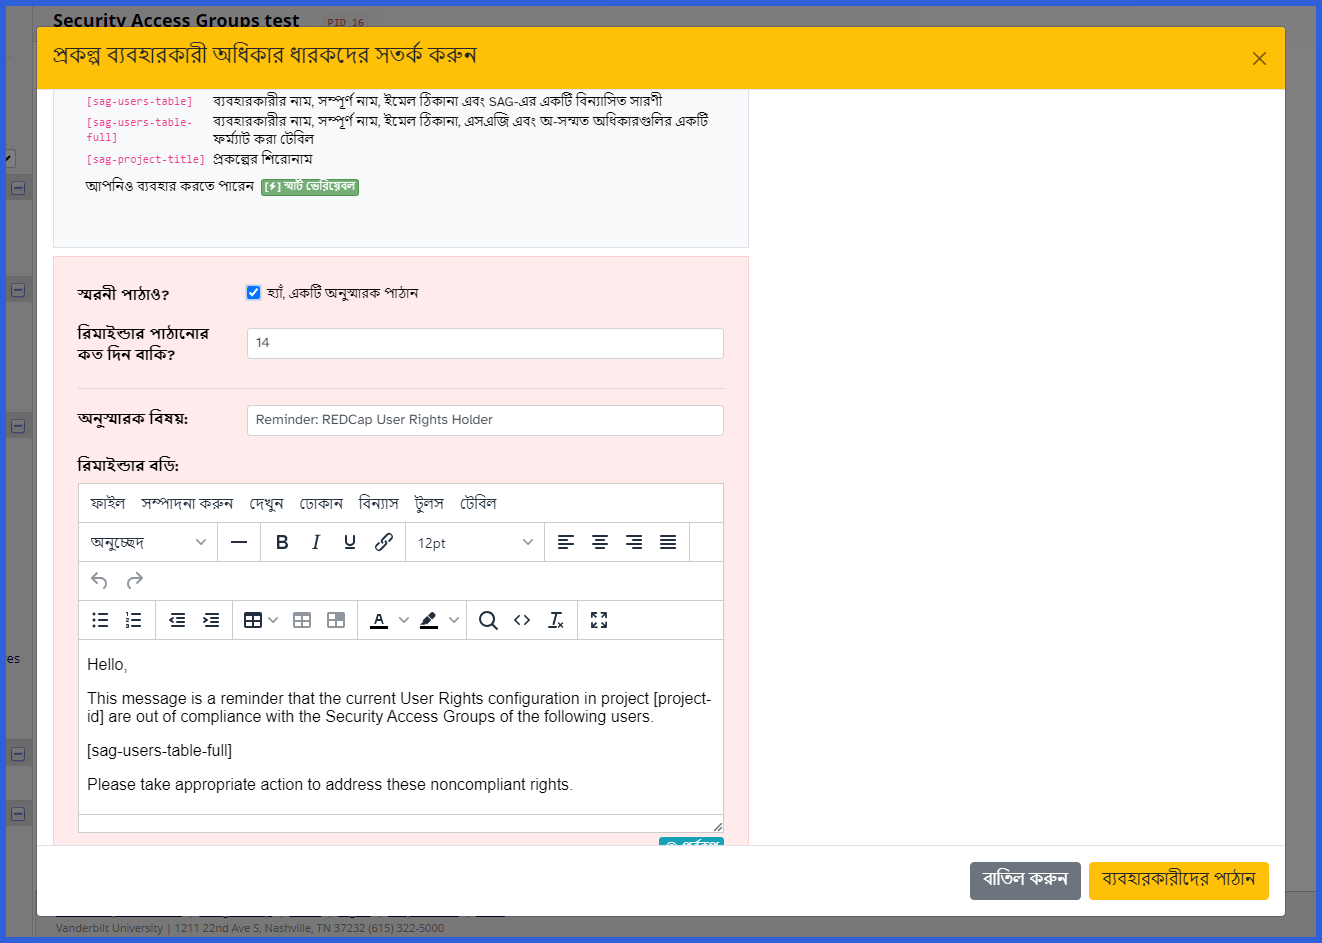 Security Access Groups test PID 16
প্রকল্প ব্যবহারকারী অধিকার ধারকদের সতর্ক করুন
[sag-users-table] ব্যবহারকারীর নাম, সম্পূর্ণ নাম, ইমেল ঠিকানা এবং SAG-এর একটি বিন্যাসিত সারণী
[sag-users-table- ব্যবহারকারীর নাম, সম্পূর্ণ নাম, ইমেল ঠিকানা, এসএজি এবং অ-সম্মত অধিকারগুলির একটি
full] ফর্ম্যাট করা টেবিল
[sag-project-title] প্রকল্পের শিরোনাম
আপনিও ব্যবহার করতে পারেন [⚡] স্মার্ট ভেরিয়েবল
স্মরনী পাঠাও? হ্যাঁ, একটি অনুস্মারক পাঠান
রিমাইন্ডার পাঠানোর
কত দিন বাকি?
14
অনুস্মারক বিষয়: Reminder: REDCap User Rights Holder
রিমাইন্ডার বডি:
ফাইল সম্পাদনা করুন দেখুন ঢোকান বিন্যাস টুলস টেবিল
অনুচ্ছেদ B I U 12pt
Hello,
This message is a reminder that the current User Rights configuration in project [project-
id] are out of compliance with the Security Access Groups of the following users.
[sag-users-table-full]
Please take appropriate action to address these noncompliant rights.
es
বাতিল করুন ব্যবহারকারীদের পাঠান
Vanderbilt University | 1211 22nd Ave S, Nashville, TN 37232 (615) 322-5000